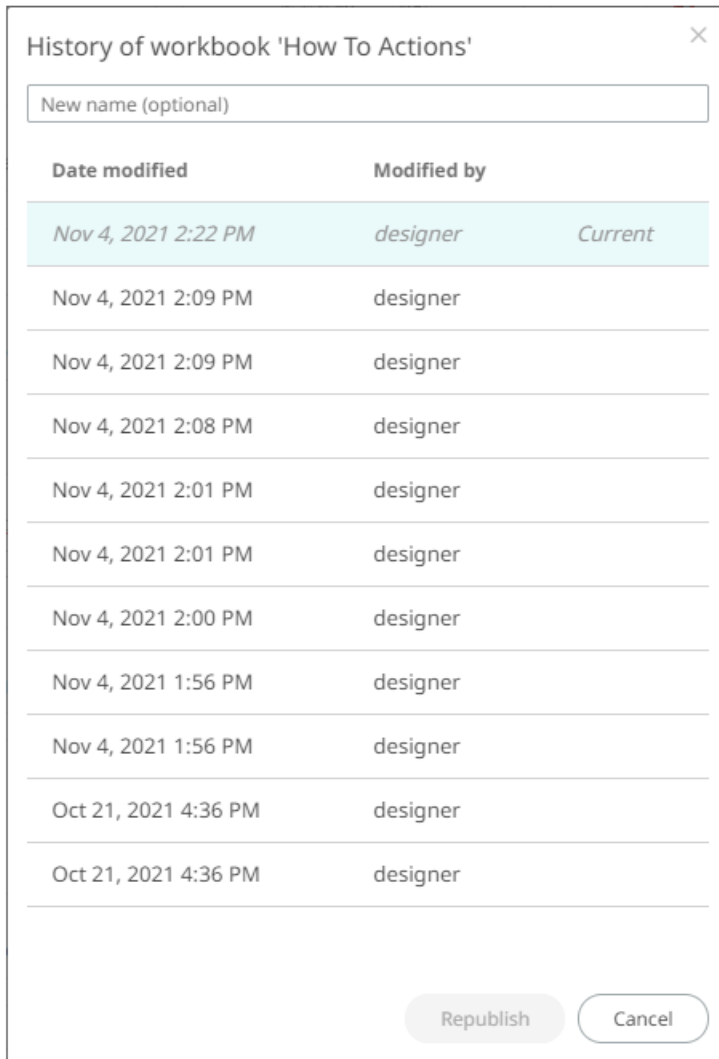 History of workbook 'How To Actions'
New name (optional)
Date modified Modified by
Nov 4, 2021 2:22 PM designer Current
Nov 4, 2021 2:09 PM designer
Nov 4, 2021 2:09 PM designer
Nov 4, 2021 2:08 PM designer
Nov 4, 2021 2:01 PM designer
Nov 4, 2021 2:01 PM designer
Nov 4, 2021 2:00 PM designer
Nov 4, 2021 1:56 PM designer
Nov 4, 2021 1:56 PM designer
Oct 21, 2021 4:36 PM designer
Oct 21, 2021 4:36 PM designer
Republish Cancel